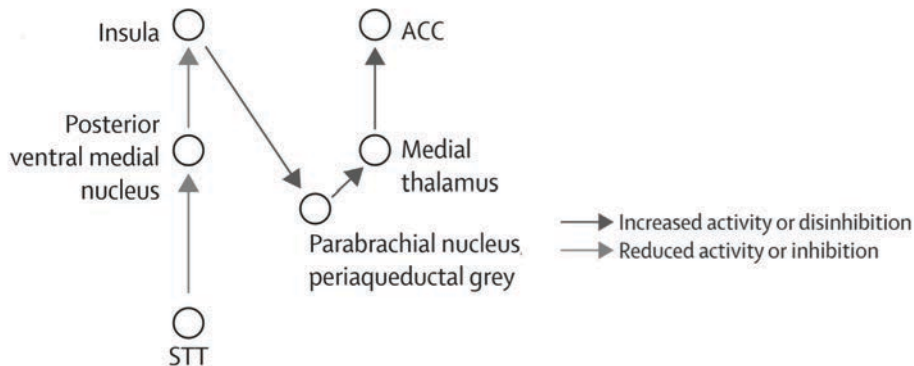 Insula
ACC
Posterior
ventral medial
nucleus
Medial
thalamus
Parabrachial nucleus,
periaqueductal grey
Increased activity or disinhibition
Reduced activity or inhibition
STT